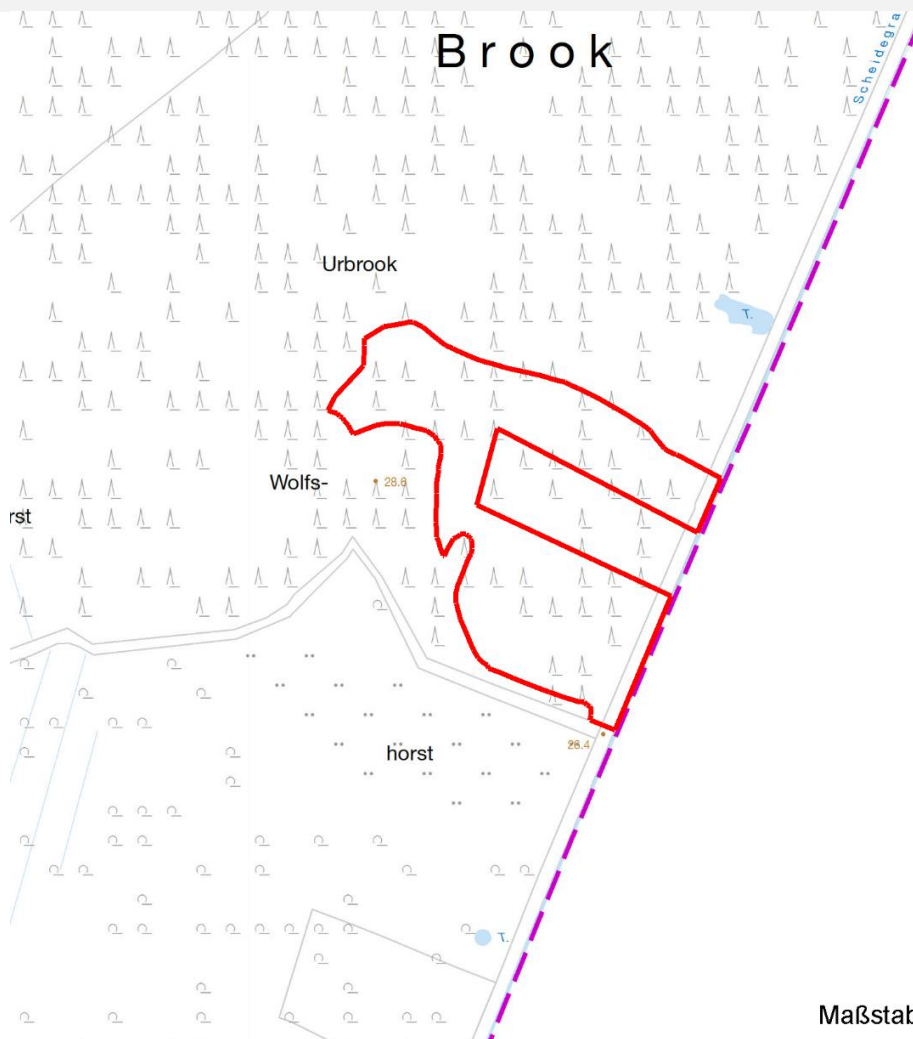 Brook
Scheidegra
Urbrook
T.
Wolfs-
28.6
rst
28.4
horst
T.
Maßstab